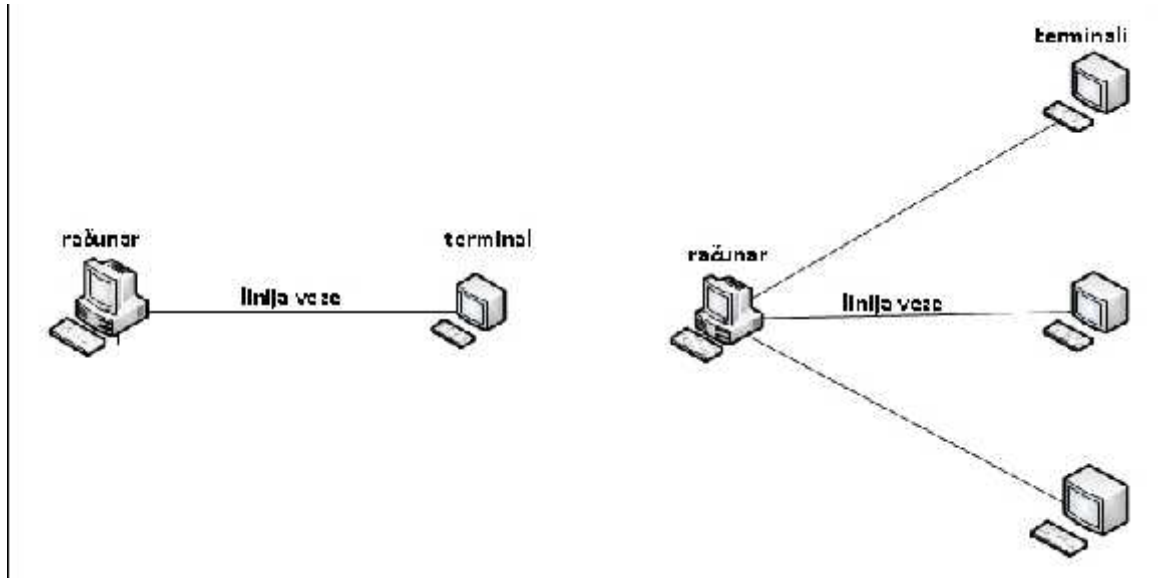 računar
linija veze
terminal
računar
linija veze
terminali